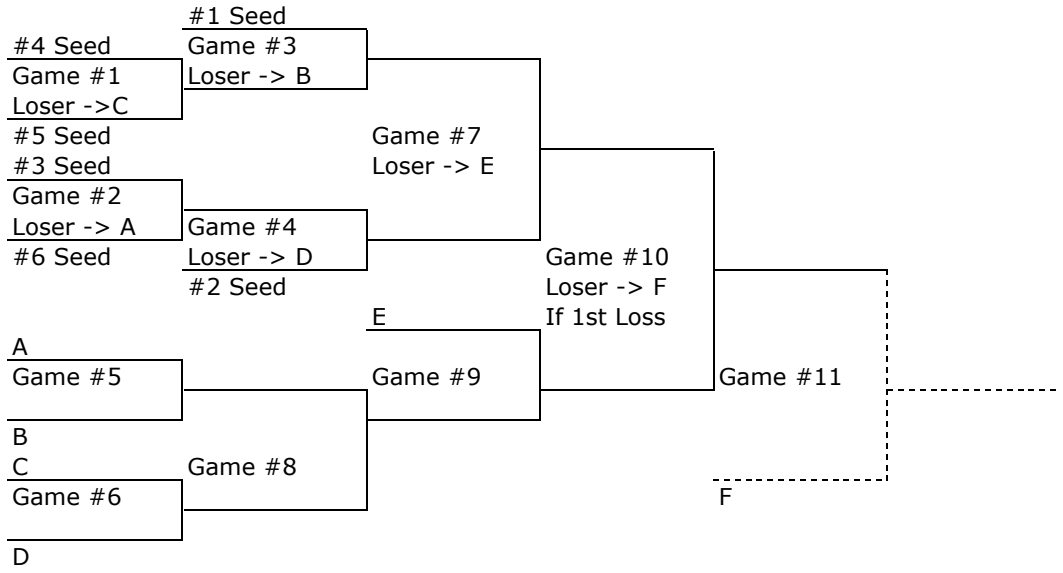 #1 Seed
#4 Seed
Game #3
Game #1
Loser -> B
Loser ->C
#5 Seed
Game #7
#3 Seed
Loser -> E
Game #2
Loser -> A
Game #4
#6 Seed
Loser -> D
Game #10
#2 Seed
Loser -> F
E
If 1st Loss
A
Game #5
Game #9
Game #11
B
C
Game #8
Game #6
F
D